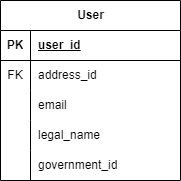 User
PK user_id
FK address_id
email
legal_name
government_id